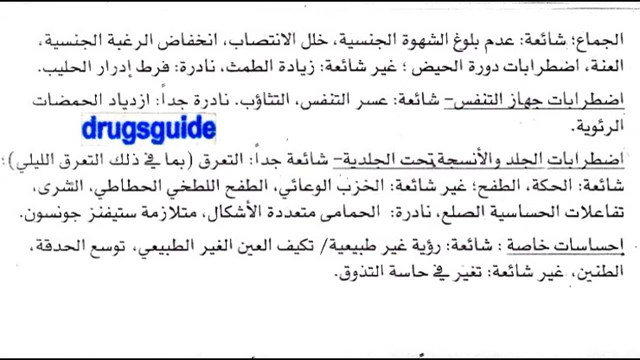 الجماع؛ شائعة: عدم بلوغ الشهوة الجنسية، خلل الانتصاب، انخفاض الرغبة الجنسية،
العنة، اضطرابات دورة الحيض؛ غير شائعة: زيادة الطمث، نادرة: فرط إدرار الحليب.
اضطرابات جهاز التنفس- شائعة: عسر التنفس، التثاؤب. نادرة جداً: ازدياد الحمضات
الرئوية.
drugsguide
اضطرابات الجلد والأنسجة تحت الجلدية- شائعة جداً: التعرق (بما في ذلك التعرق الليلي)؛
شائعة: الحكة، الطفح؛ غير شائعة: الخزب الوعائي، الطفح اللطخي الحطاطي، الشرى،
تفاعلات الحساسية الصلع، نادرة: الحمامى متعددة الأشكال، متلازمة ستيفنز جونسون.
إحساسات خاصة: شائعة: رؤية غير طبيعية/ تكيف العين الغير الطبيعي، توسع الحدقة،
الطنين، غير شائعة: تغير في حاسة التذوق.